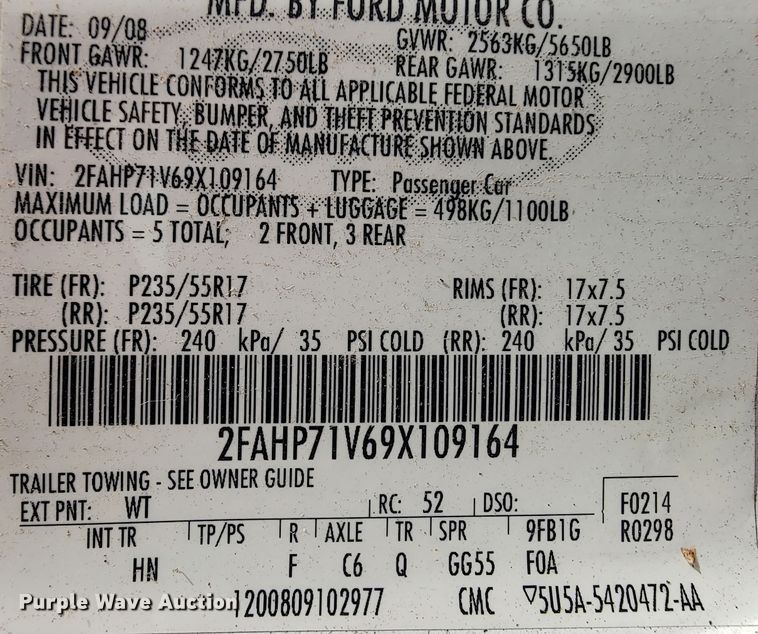 MFD. BY FORD MOTOR CO.
DATE: 09/08 GVWR: 2563KG/5650LB
FRONT GAWR: 1247KG/2750LB REAR GAWR: 1315KG/2900LB
THIS VEHICLE CONFORMS TO ALL APPLICABLE FEDERAL MOTOR
VEHICLE SAFETY, BUMPER, AND THEFT PREVENTION STANDARDS
IN EFFECT ON THE DATE OF MANUFACTURE SHOWN ABOVE
VIN: 2FAHP71V69X109164 TYPE: Passenger Car
MAXIMUM LOAD = OCCUPANTS + LUGGAGE = 498KG/1100LB
OCCUPANTS = 5 TOTAL; 2 FRONT, 3 REAR
TIRE (FR): P235/55R17 RIMS (FR): 17x7.5
(RR): P235/55R17 (RR): 17x7.5
PRESSURE (FR): 240 kPa/ 35 PSI COLD (RR): 240 kPa/ 35 PSI COLD
2FAHP71V69X109164
TRAILER TOWING - SEE OWNER GUIDE
EXT PNT: WT RC: 52 DSO: F0214
INT TR TP/PS R AXLE TR SPR 9FB1G R0298
HN F C6 Q GG55 F0A
1200809102977 CMC ▽5U5A-5420472-AA
Purple Wave Auction